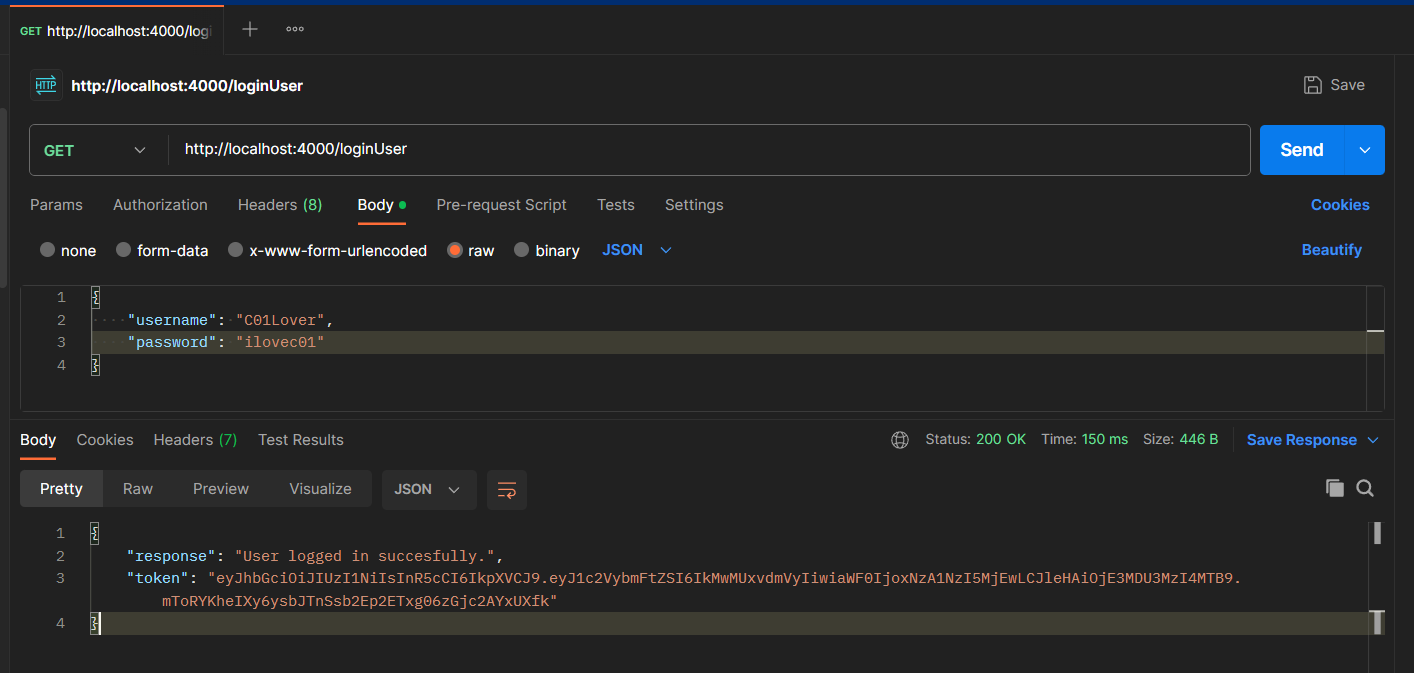 GET http://localhost:4000/logi
HTTP http://localhost:4000/loginUser
Save
GET http://localhost:4000/loginUser
Send
Params Authorization Headers (8) Body Pre-request Script Tests Settings Cookies
none form-data x-www-form-urlencoded raw binary JSON Beautify
1 {
2 "username": "C01Lover",
3 "password": "ilovec01"
4 }
Body Cookies Headers (7) Test Results Status: 200 OK Time: 150 ms Size: 446 B Save Response
Pretty Raw Preview Visualize JSON
1 {
2 "response": "User logged in succesfully.",
3 "token": "eyJhbGciOiJIUzI1NiIsInR5cCI6IkpXVCJ9.eyJ1c2VybmFtZSI6IkMwMUxvdmVyIiwiaWF0IjoxNzA1NzI5MjEwLCJleHAiOjE3MDU3MzI4MTB9.
mToRYKheIXy6ysbJTnSsb2Ep2ETxg06zGjc2AYxUXfk"
4 }